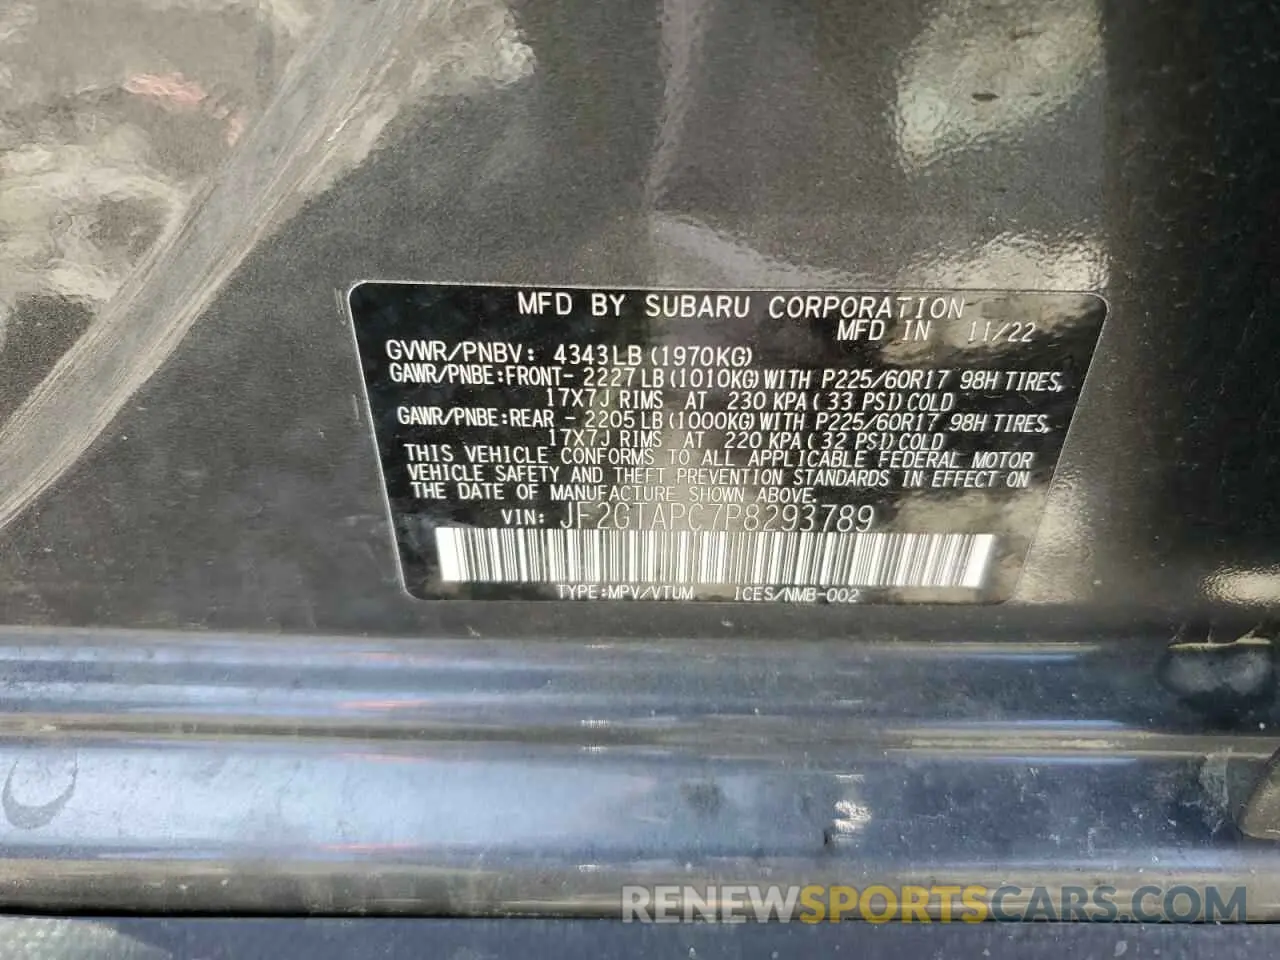 MFD BY SUBARU CORPORATION
MFD IN 11/22
GVWR/PNBV: 4343LB(1970KG)
GAWR/PNBE:FRONT- 2227LB(1010KG)WITH P225/60R17 98H TIRES,
17X7J RIMS AT 230 KPA(33 PSI)COLD
GAWR/PNBE:REAR - 2205LB(1000KG)WITH P225/60R17 98H TIRES,
17X7J RIMS AT 220 KPA(32 PSI)COLD
THIS VEHICLE CONFORMS TO ALL APPLICABLE FEDERAL MOTOR
VEHICLE SAFETY AND THEFT PREVENTION STANDARDS IN EFFECT ON
THE DATE OF MANUFACTURE SHOWN ABOVE.
VIN: JF2GTAPC7P8293789
TYPE:MPV/VTUM ICES/NMB-002
RENEWSPORTSCARS.COM